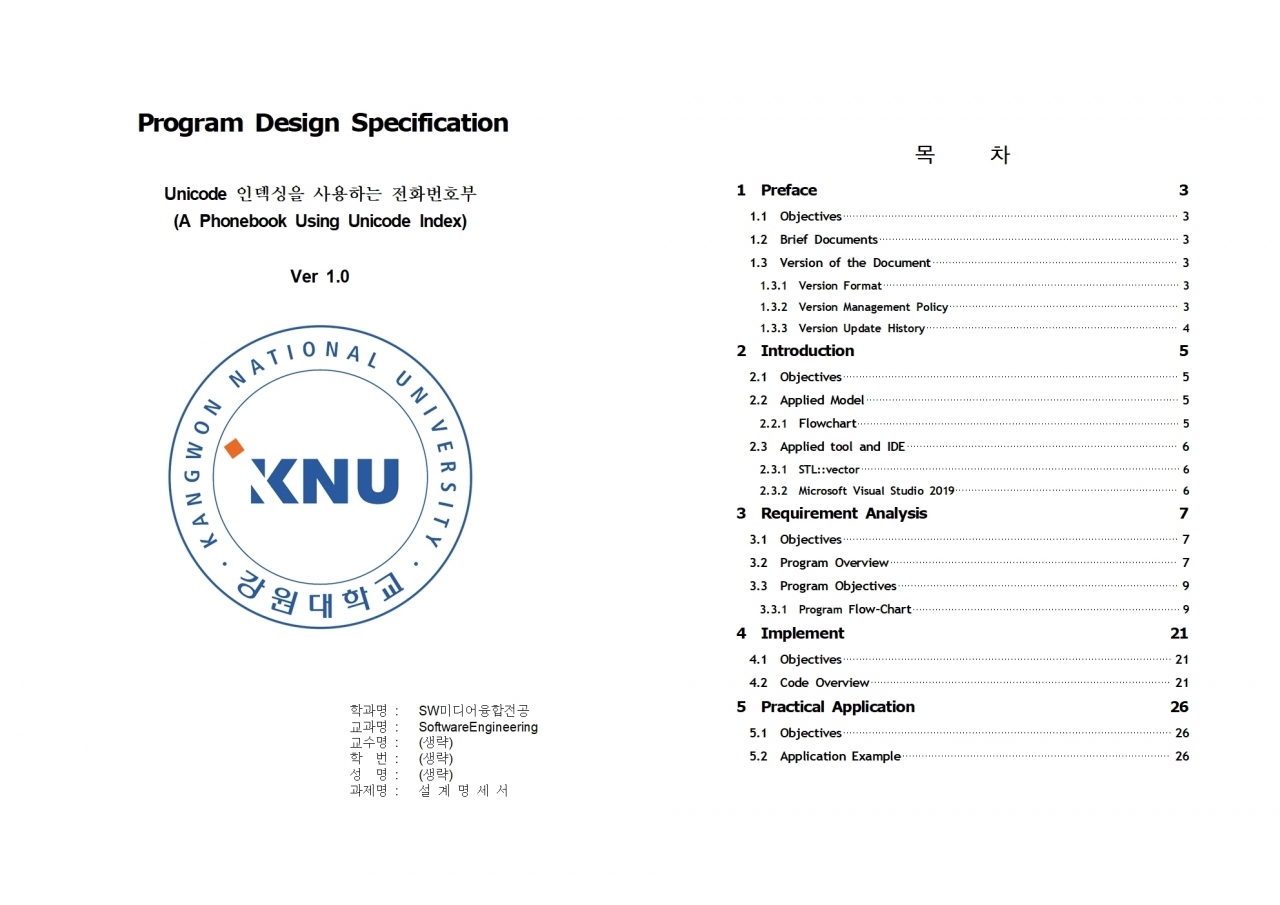 Program Design Specification
Unicode 인덱싱을 사용하는 전화번호부
(A Phonebook Using Unicode Index)
Ver 1.0
KANGWON NATIONAL UNIVERSITY
KNU
· 강원대학교 ·
학과명 : SW미디어융합전공
교과명 : SoftwareEngineering
교수명 : (생략)
학 번 : (생략)
성 명 : (생략)
과제명 : 설 계 명 세 서
목 차
1 Preface 3
1.1 Objectives 3
1.2 Brief Documents 3
1.3 Version of the Document 3
1.3.1 Version Format 3
1.3.2 Version Management Policy 3
1.3.3 Version Update History 4
2 Introduction 5
2.1 Objectives 5
2.2 Applied Model 5
2.2.1 Flowchart 5
2.3 Applied tool and IDE 6
2.3.1 STL::vector 6
2.3.2 Microsoft Visual Studio 2019 6
3 Requirement Analysis 7
3.1 Objectives 7
3.2 Program Overview 7
3.3 Program Objectives 9
3.3.1 Program Flow-Chart 9
4 Implement 21
4.1 Objectives 21
4.2 Code Overview 21
5 Practical Application 26
5.1 Objectives 26
5.2 Application Example 26